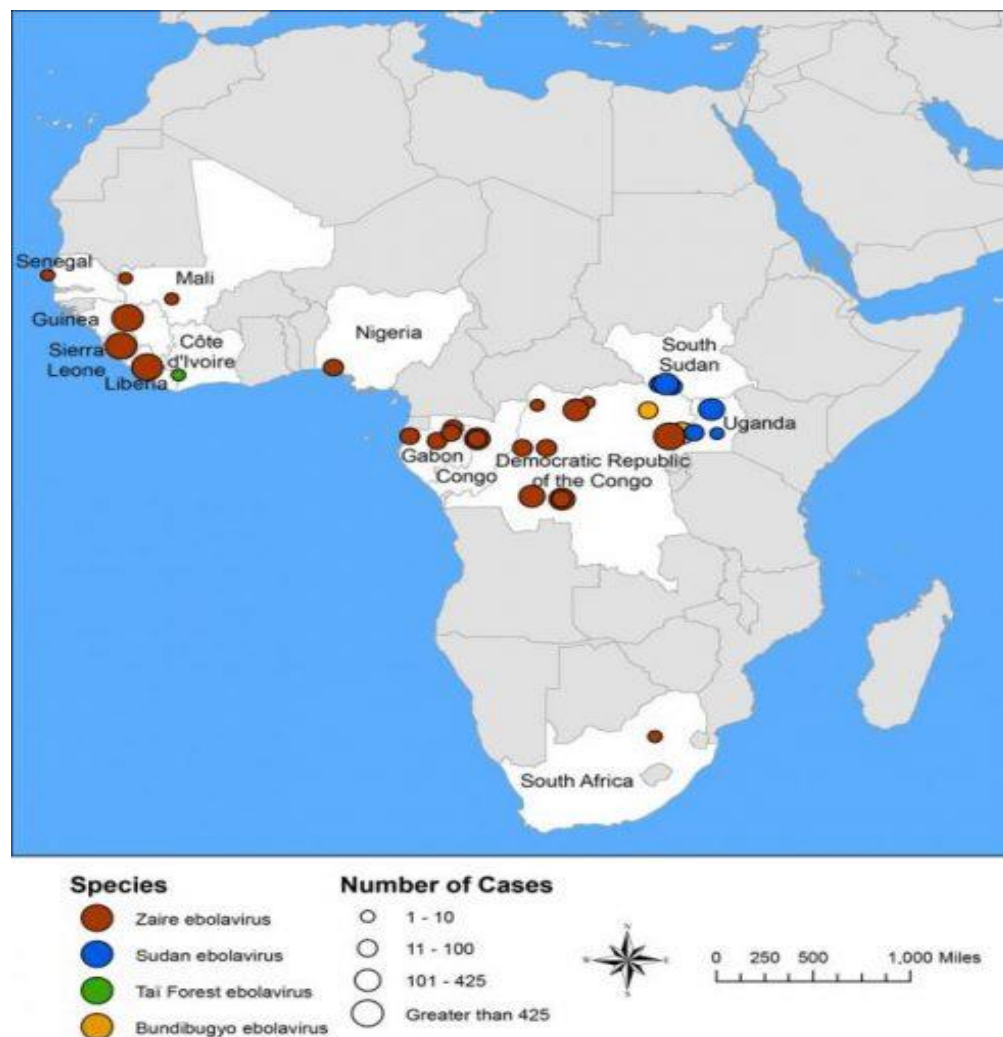 Senegal
Mali
Guinea
Sierra
Leone
Côte
d'Ivoire
Liberia
Nigeria
South
Sudan
Uganda
Gabon
Congo
Democratic Republic
of the Congo
South Africa
Species
Zaire ebolavirus
Sudan ebolavirus
Taï Forest ebolavirus
Bundibugyo ebolavirus
Number of Cases
1 - 10
11 - 100
101 - 425
Greater than 425
N
W
E
S
0 250 500 1,000 Miles